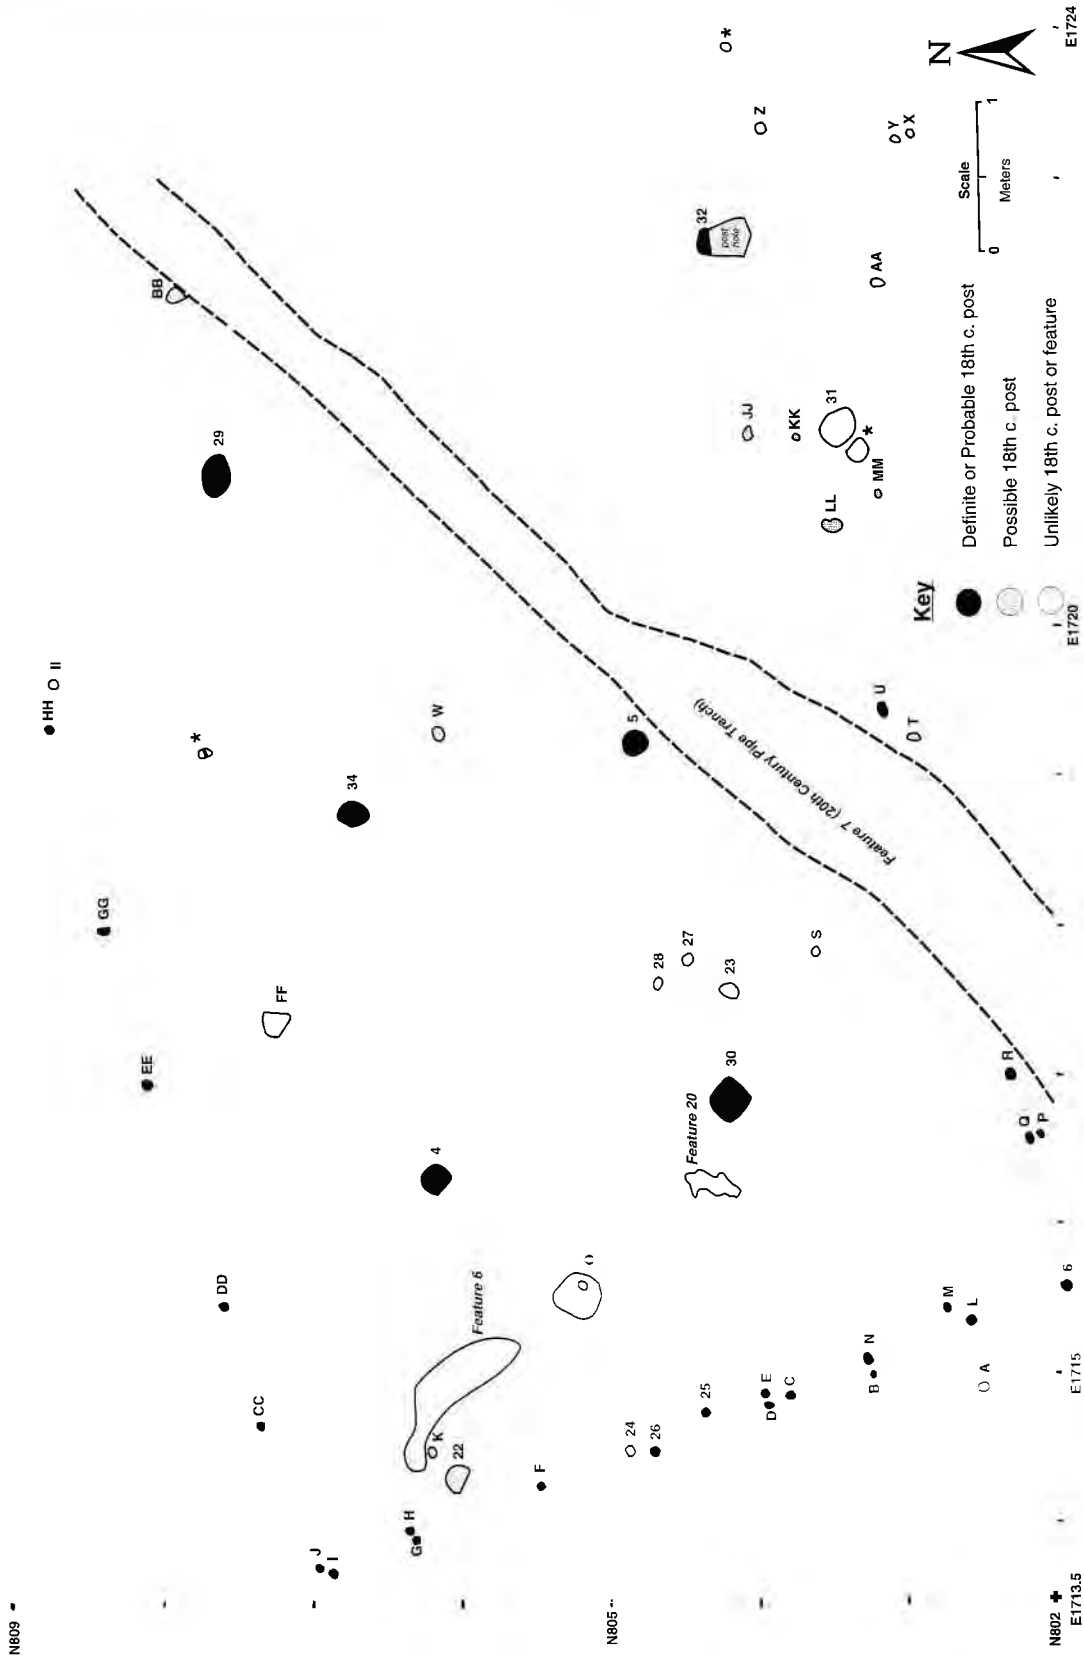 N809
HH
II
*
BB
29
GG
34
W
EE
FF
5
O *
Z
32
post
hole
Y
X
AA
JJ
KK
31
*
MM
LL
U
T
Feature 7 (20th Century Pipe Trench)
28
27
23
S
30
Feature 20
4
R
Q
P
DD
CC
Feature 6
K
22
J
I
H
G
F
24
26
25
D
E
C
B
N
M
L
A
6
N805
N802
E1713.5
E1715
E1720
E1724
N
Scale
0
1
Meters
Key
Definite or Probable 18th c. post
Possible 18th c. post
Unlikely 18th c. post or feature